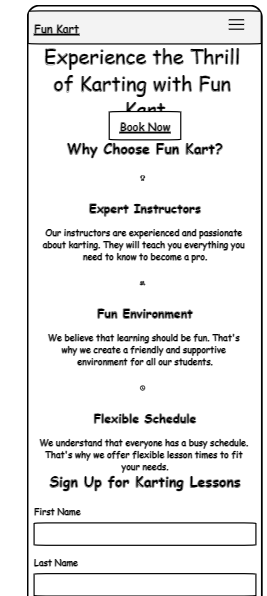 Fun Kart
Experience the Thrill
of Karting with Fun
Kart
Book Now
Why Choose Fun Kart?
Expert Instructors
Our instructors are experienced and passionate
about karting. They will teach you everything you
need to know to become a pro.
Fun Environment
We believe that learning should be fun. That's
why we create a friendly and supportive
environment for all our students.
Flexible Schedule
We understand that everyone has a busy schedule.
That's why we offer flexible lesson times to fit
your needs.
Sign Up for Karting Lessons
First Name
Last Name